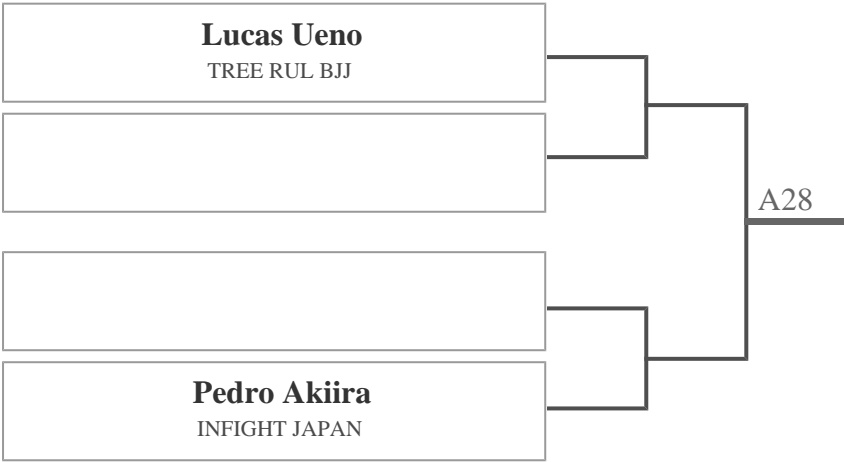 Lucas Ueno
TREE RUL BJJ
A28
Pedro Akiira
INFIGHT JAPAN